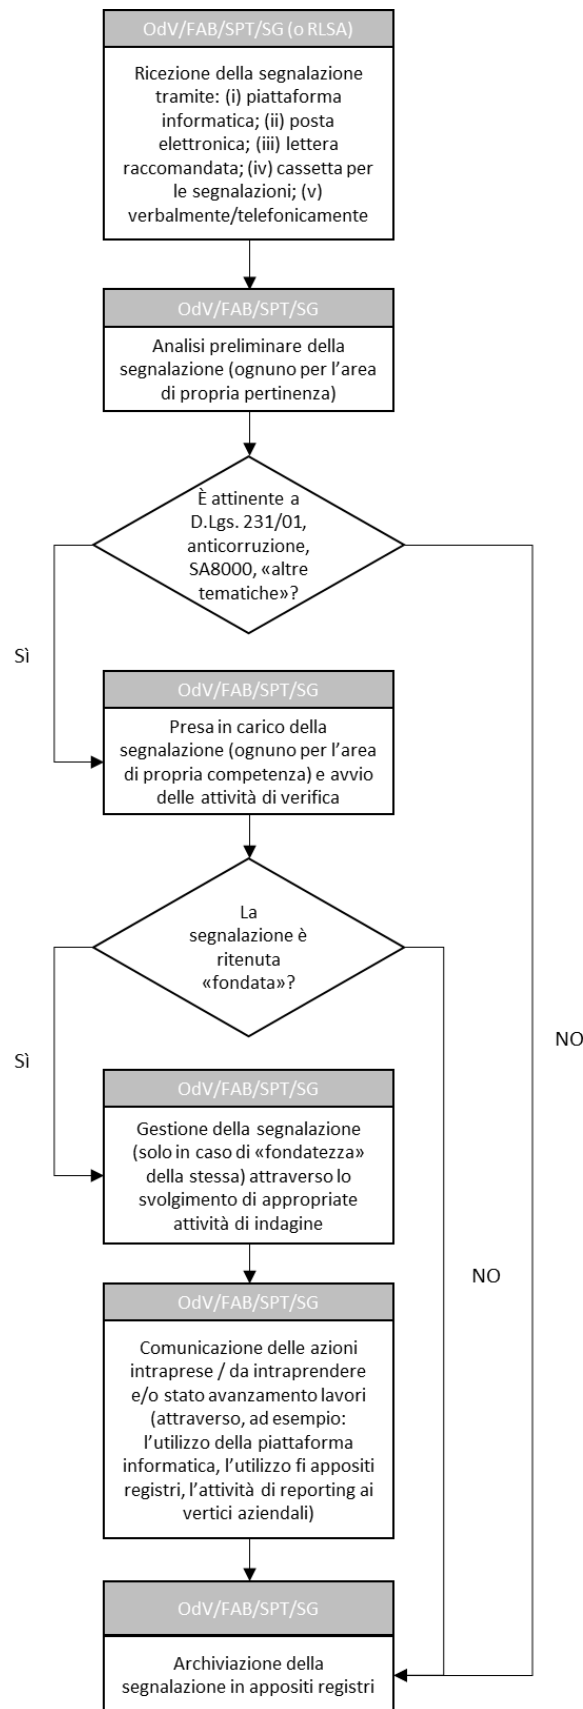 OdV/FAB/SPT/SG (o RLSA)
Ricezione della segnalazione
tramite: (i) piattaforma
informatica; (ii) posta
elettronica; (iii) lettera
raccomandata; (iv) cassetta per
le segnalazioni; (v)
verbalmente/telefonicamente
OdV/FAB/SPT/SG
Analisi preliminare della
segnalazione (ognuno per l'area
di propria pertinenza)
È attinente a
D.Lgs. 231/01,
anticorruzione,
SA8000, «altre
tematiche»?
Sì
OdV/FAB/SPT/SG
Presa in carico della
segnalazione (ognuno per l'area
di propria competenza) e avvio
delle attività di verifica
La
segnalazione è
ritenuta
«fondata»?
NO
Sì
OdV/FAB/SPT/SG
Gestione della segnalazione
(solo in caso di «fondatezza»
della stessa) attraverso lo
svolgimento di appropriate
attività di indagine
NO
OdV/FAB/SPT/SG
Comunicazione delle azioni
intraprese / da intraprendere
e/o stato avanzamento lavori
(attraverso, ad esempio:
l'utilizzo della piattaforma
informatica, l'utilizzo fi appositi
registri, l'attività di reporting ai
vertici aziendali)
OdV/FAB/SPT/SG
Archiviazione della
segnalazione in appositi registri